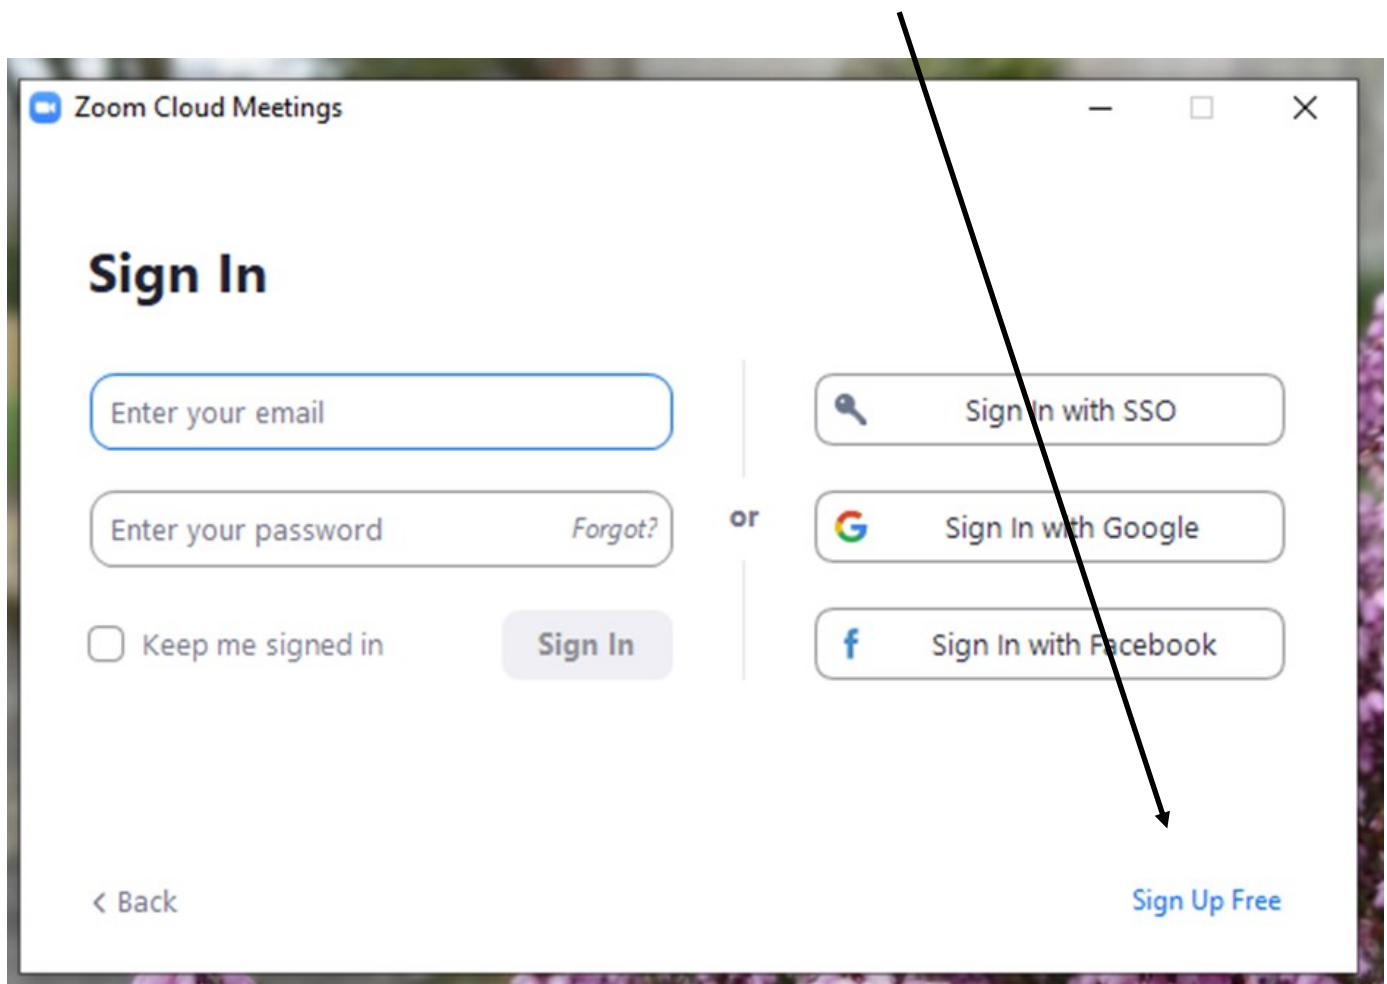 Zoom Cloud Meetings
Sign In
Enter your email
Enter your password Forgot?
Keep me signed in Sign In
or
Sign In with SSO
Sign In with Google
Sign In with Facebook
< Back
Sign Up Free